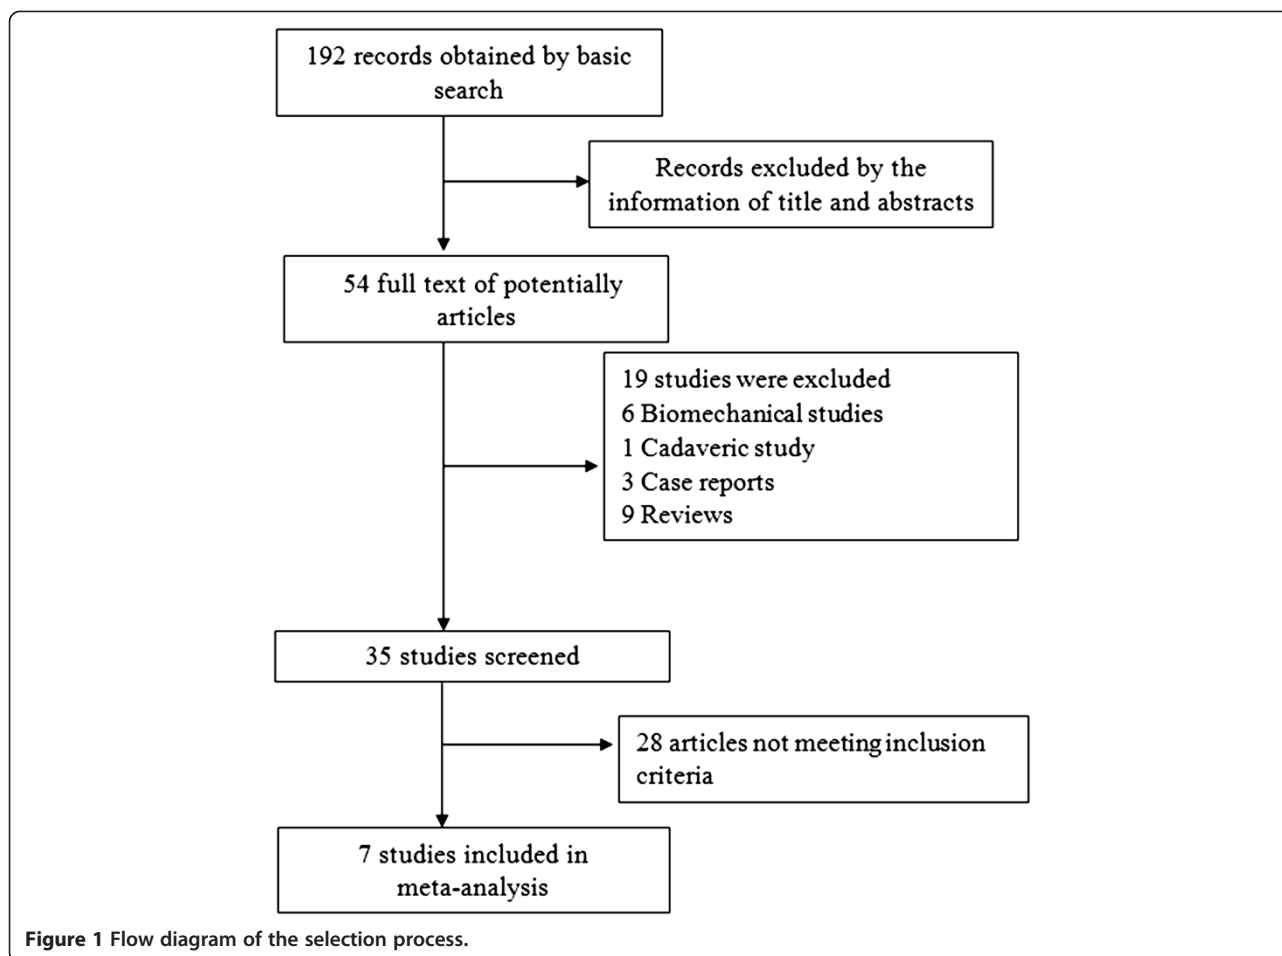 192 records obtained by basic
search
Records excluded by the
information of title and abstracts
54 full text of potentially
articles
19 studies were excluded
6 Biomechanical studies
1 Cadaveric study
3 Case reports
9 Reviews
35 studies screened
28 articles not meeting inclusion
criteria
7 studies included in
meta-analysis
Figure 1 Flow diagram of the selection process.